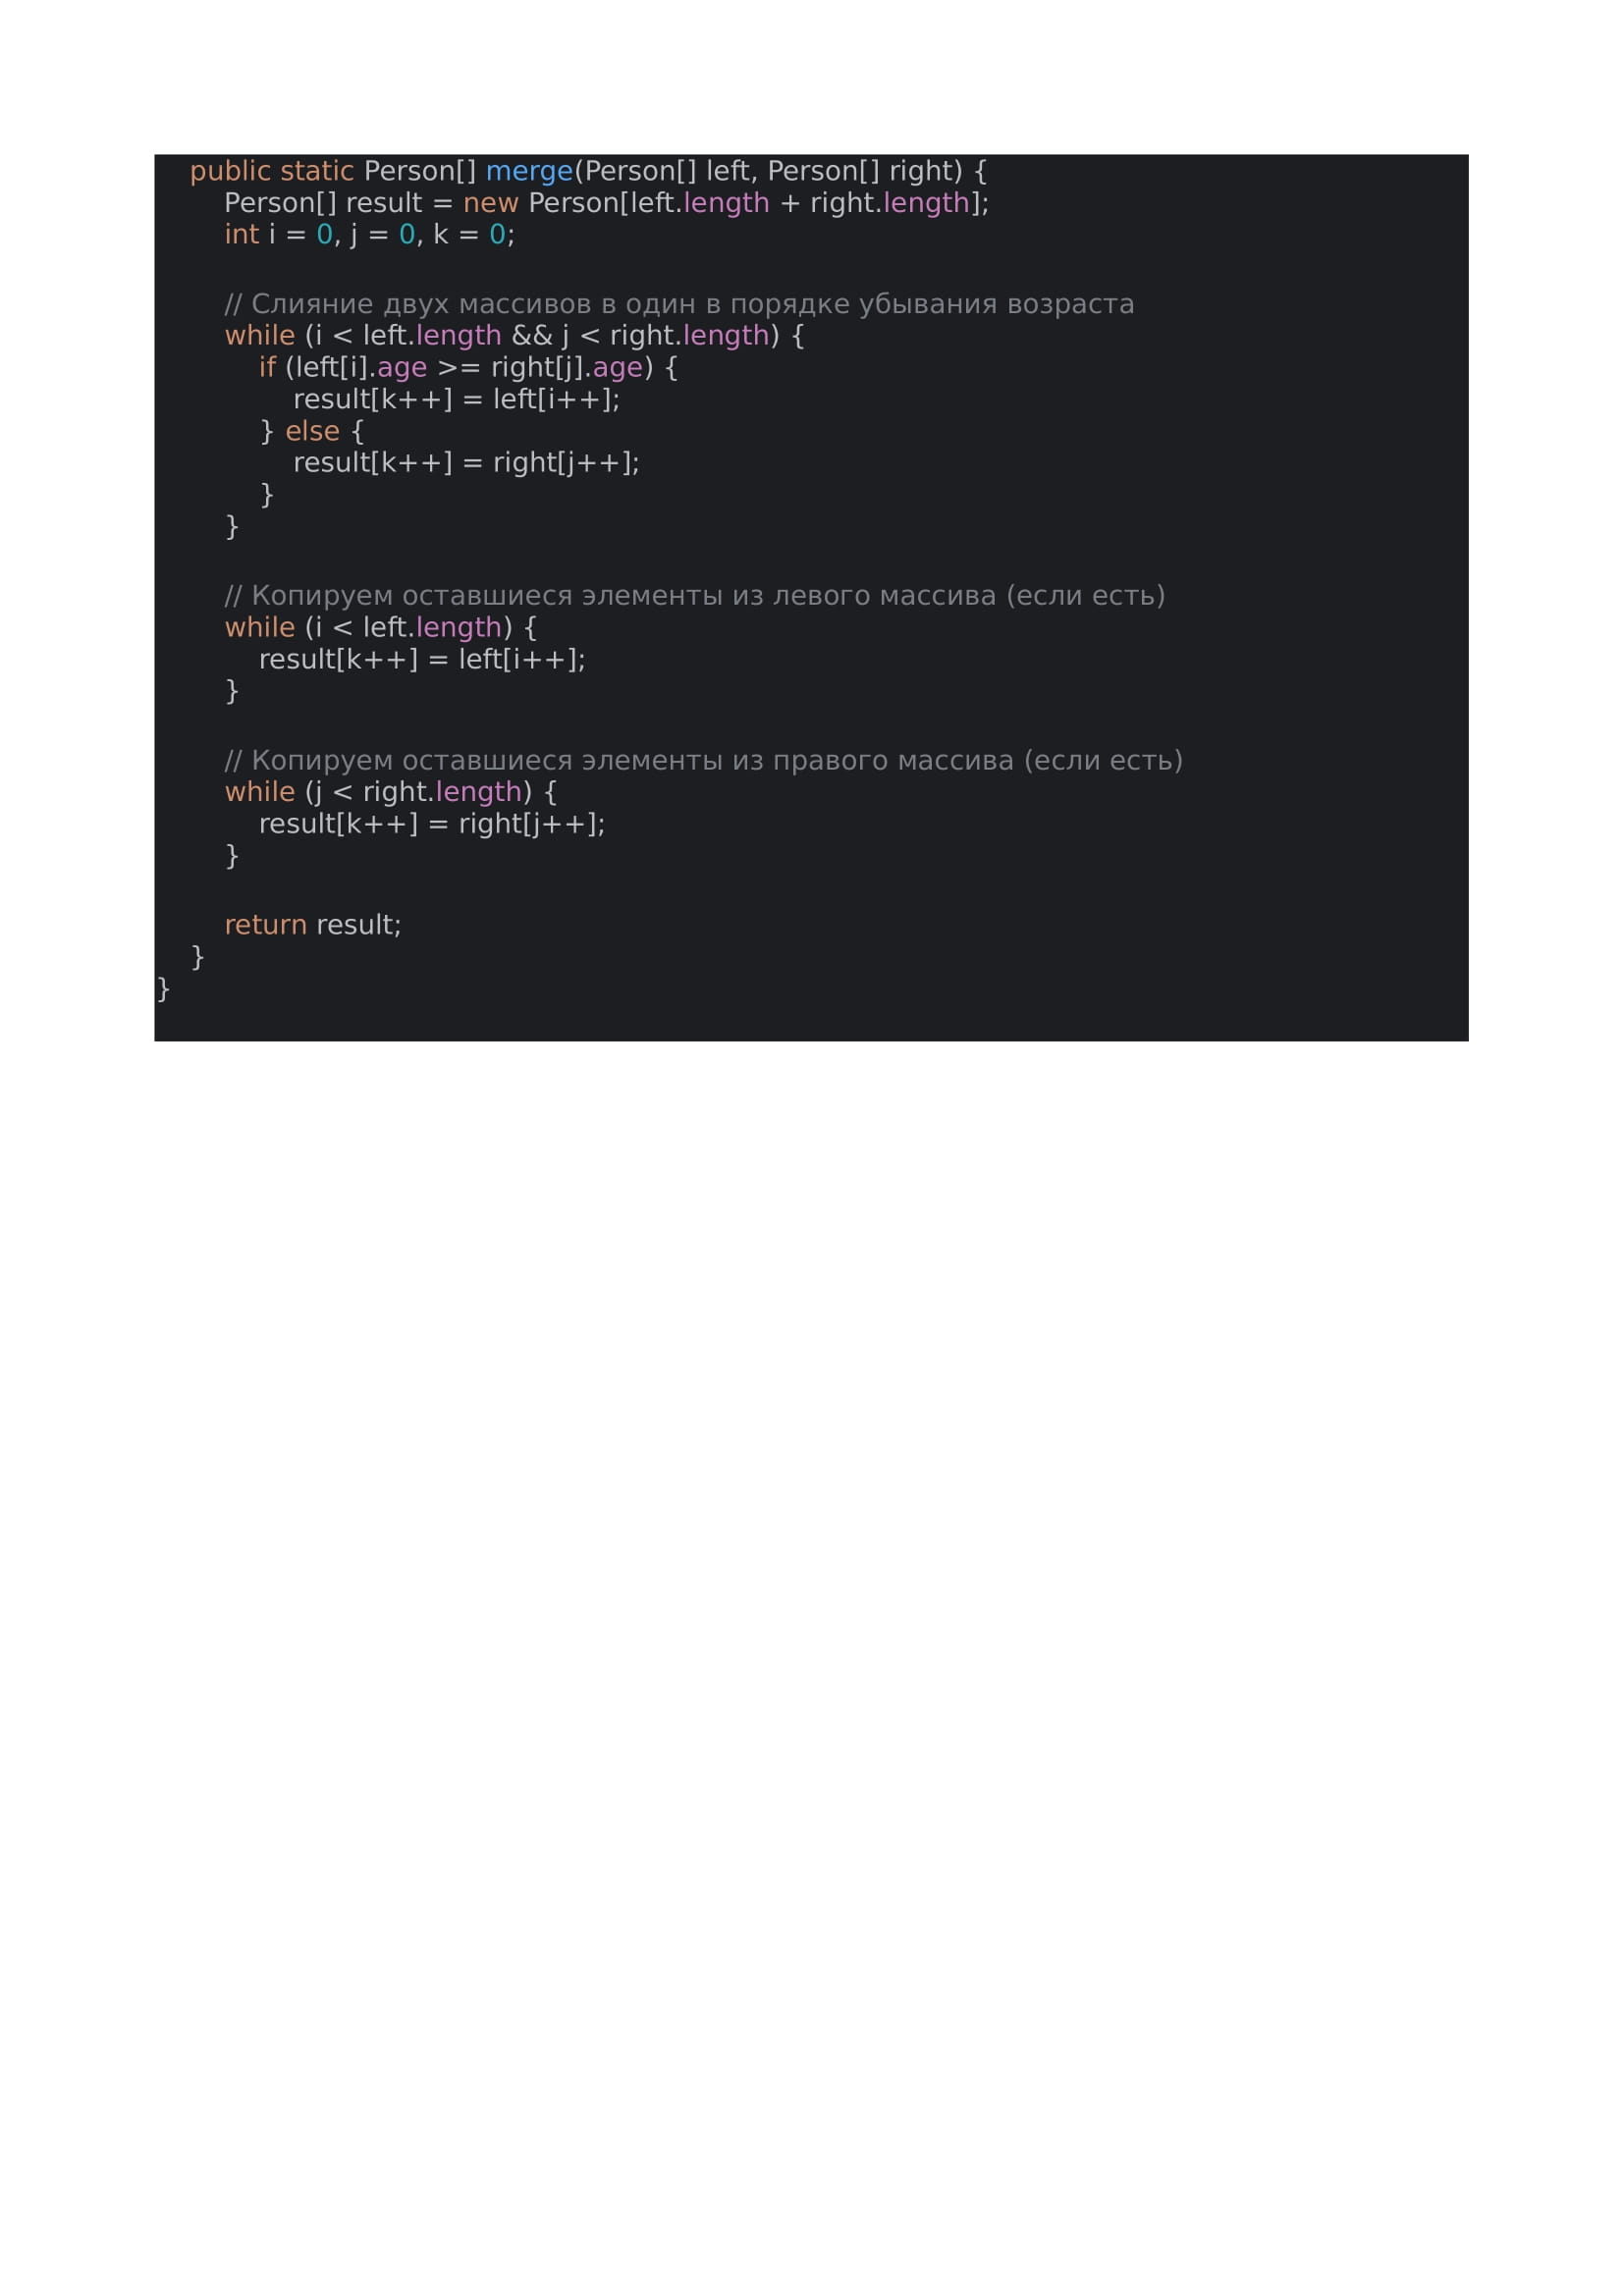 public static Person[] merge(Person[] left, Person[] right) {
Person[] result = new Person[left.length + right.length];
int i = 0, j = 0, k = 0;
// Слияние двух массивов в один в порядке убывания возраста
while (i < left.length && j < right.length) {
if (left[i].age >= right[j].age) {
result[k++] = left[i++];
} else {
result[k++] = right[j++];
}
}
// Копируем оставшиеся элементы из левого массива (если есть)
while (i < left.length) {
result[k++] = left[i++];
}
// Копируем оставшиеся элементы из правого массива (если есть)
while (j < right.length) {
result[k++] = right[j++];
}
return result;
}
}